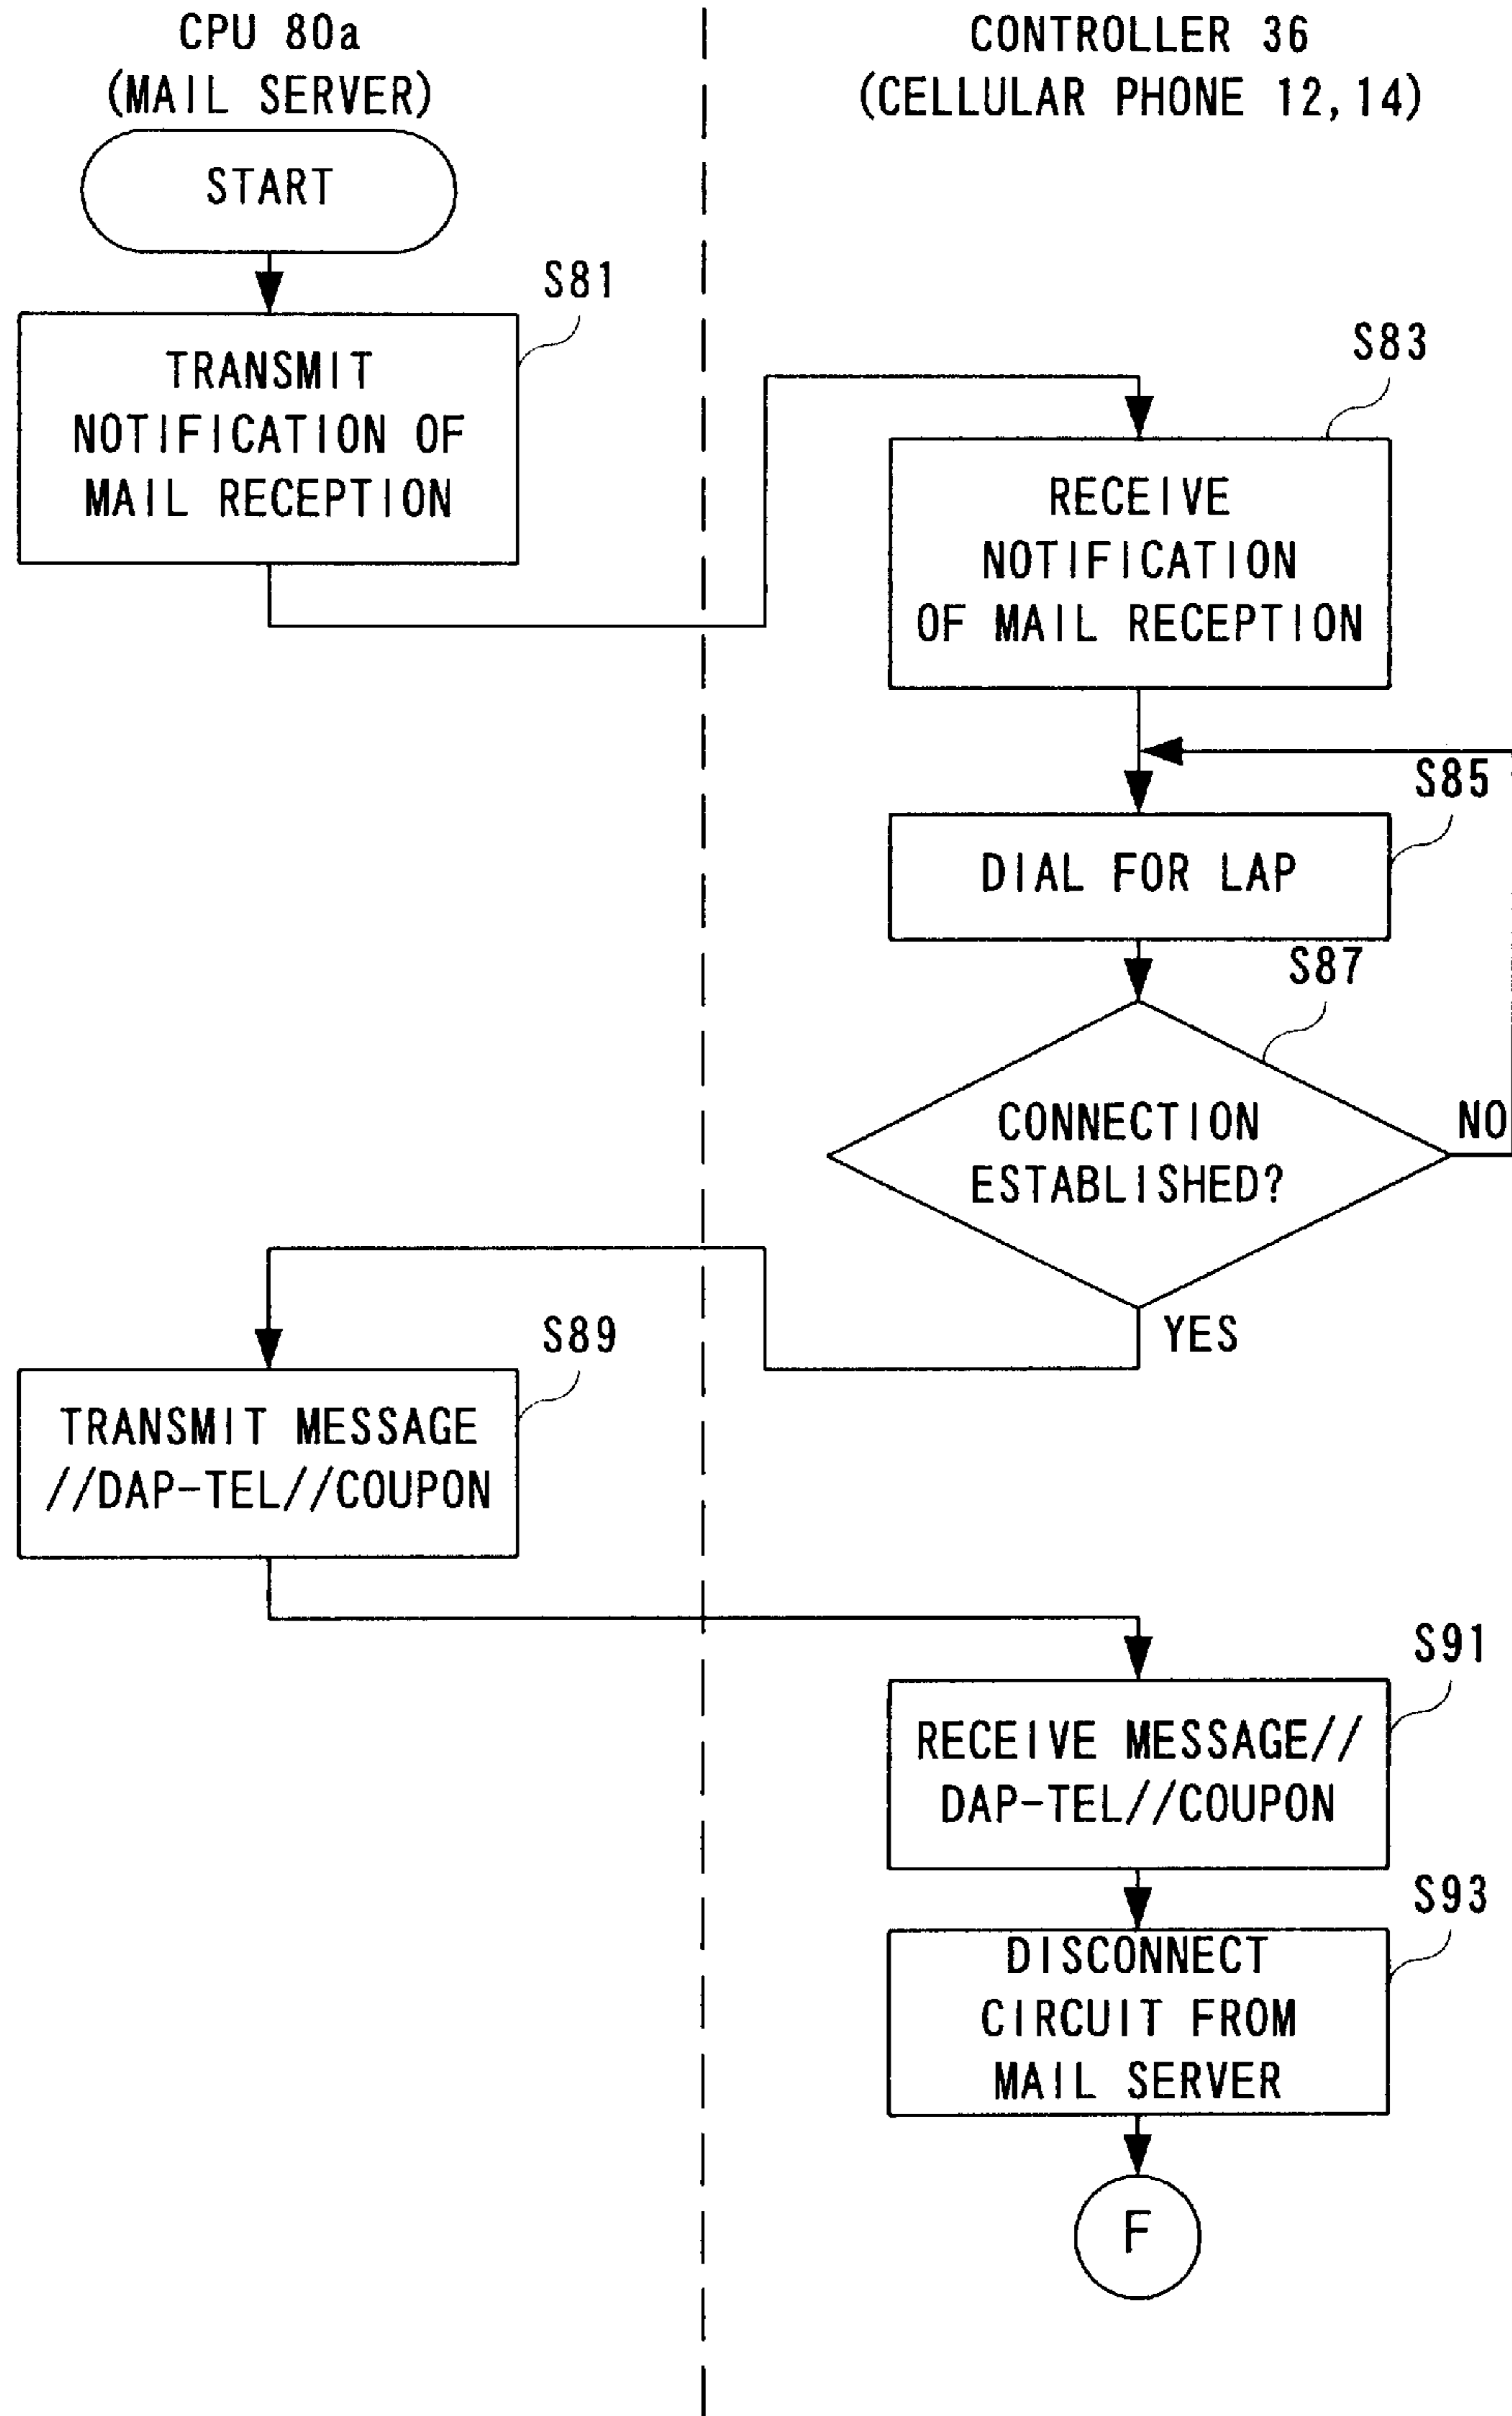 CPU 80a
(MAIL SERVER)
CONTROLLER 36
(CELLULAR PHONE 12, 14)
START
S81
TRANSMIT
NOTIFICATION OF
MAIL RECEPTION
S83
RECEIVE
NOTIFICATION
OF MAIL RECEPTION
S85
DIAL FOR LAP
S87
CONNECTION
ESTABLISHED?
NO
YES
S89
TRANSMIT MESSAGE
//DAP-TEL//COUPON
S91
RECEIVE MESSAGE//
DAP-TEL//COUPON
S93
DISCONNECT
CIRCUIT FROM
MAIL SERVER
F